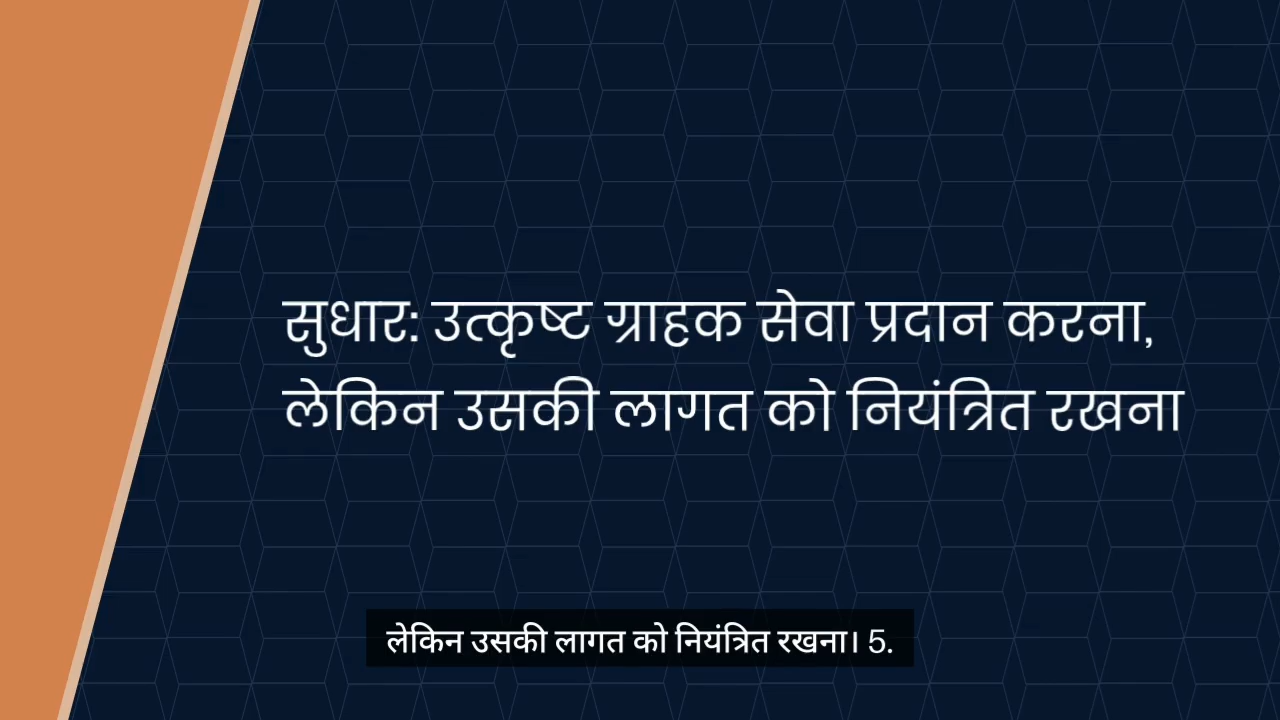 सुधार: उत्कृष्ट ग्राहक सेवा प्रदान करना,
लेकिन उसकी लागत को नियंत्रित रखना
लेकिन उसकी लागत को नियंत्रित रखना। 5.